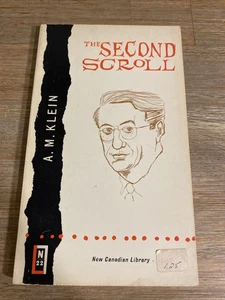 THE SECOND
SCROLL
A. M. KLEIN
N
22
New Canadian Library
1.25